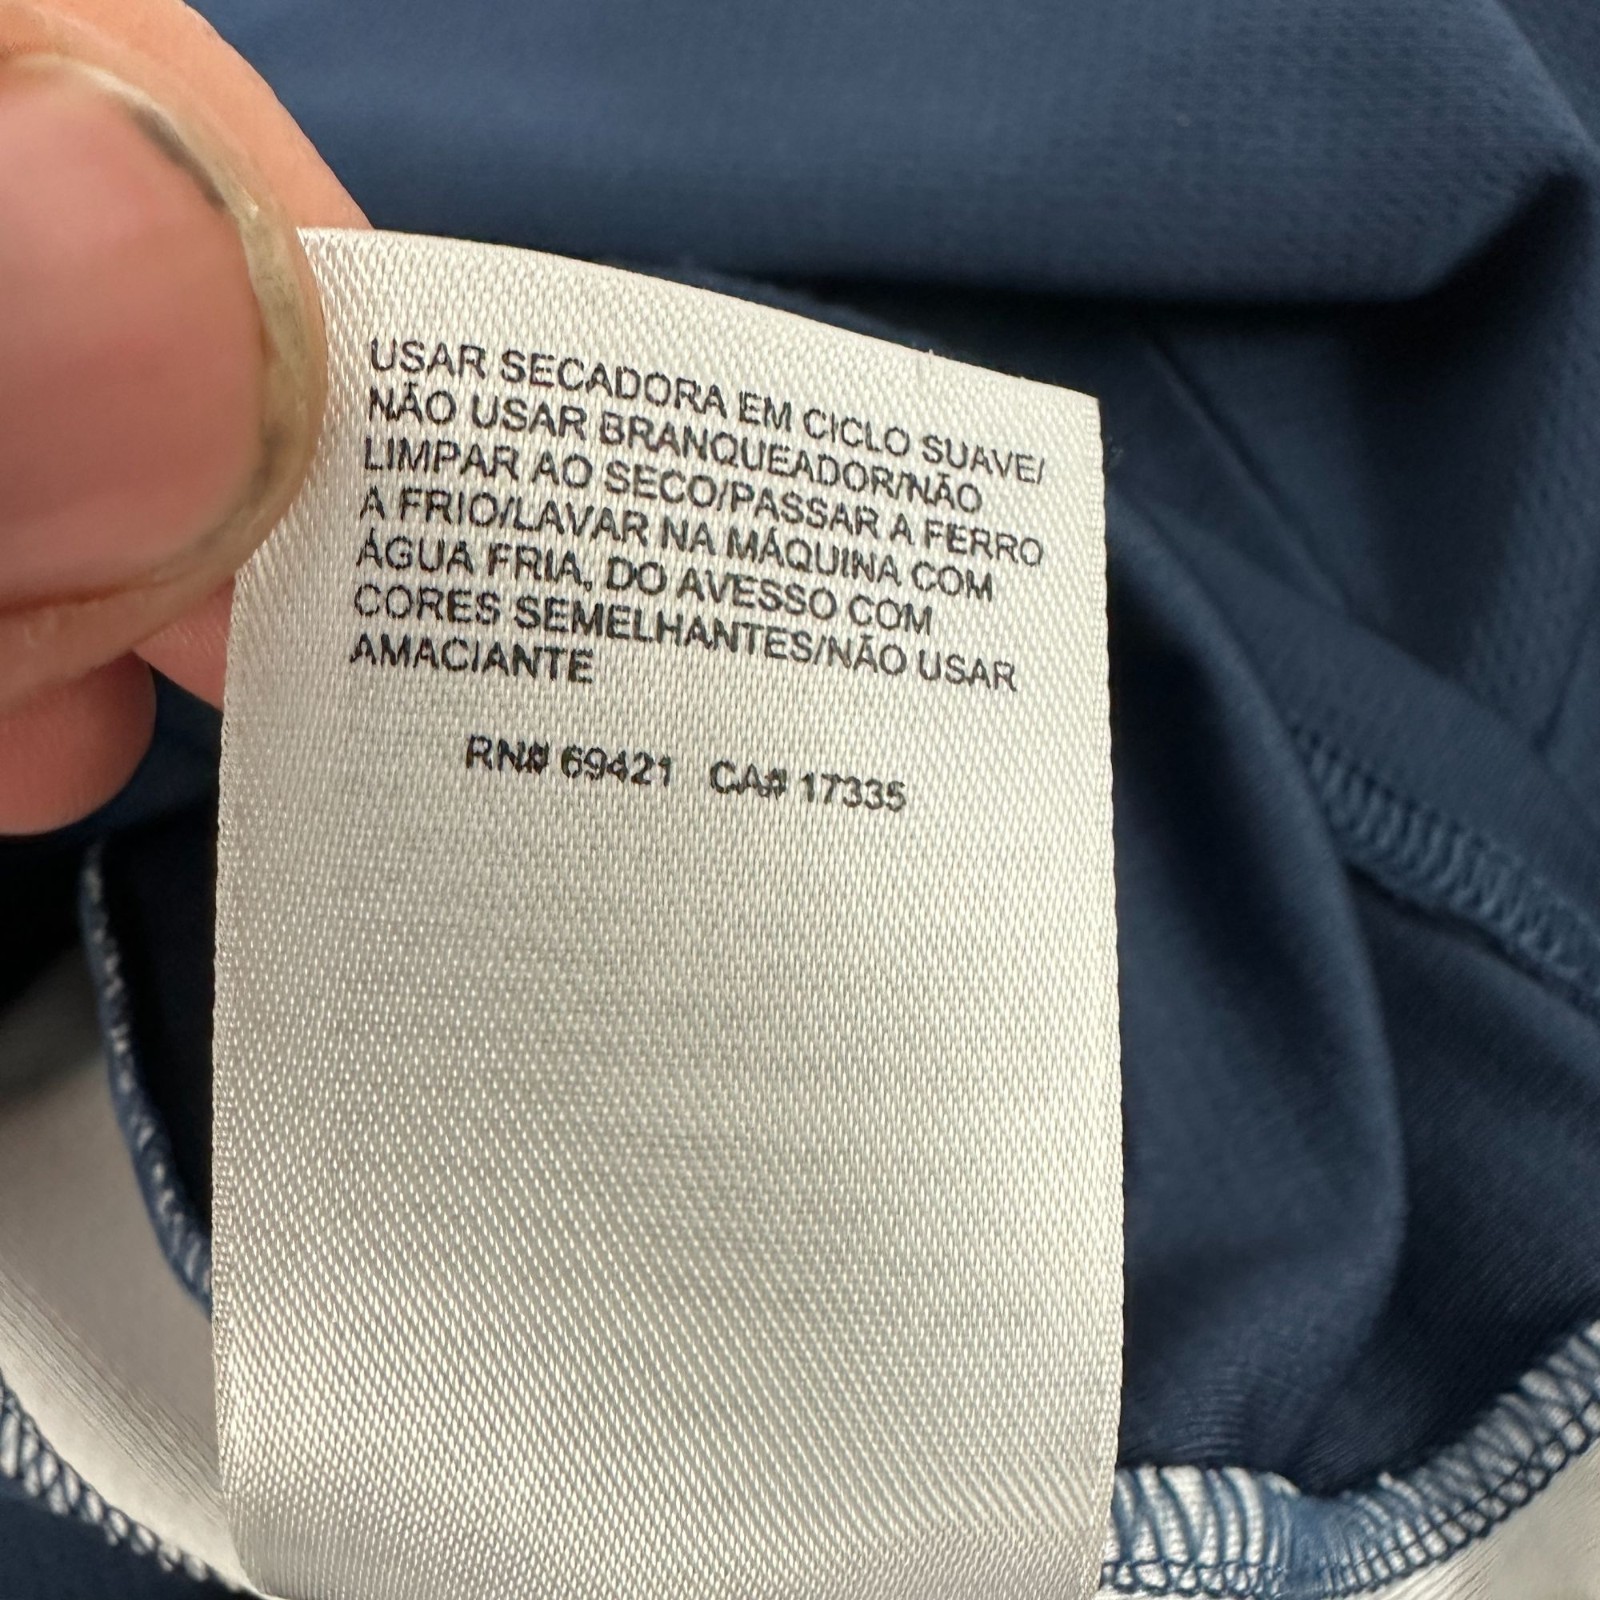 USAR SECADORA EM CICLO SUAVE/
NÃO USAR BRANQUEADOR/NÃO
LIMPAR AO SECO/PASSAR A FERRO
A FRIO/LAVAR NA MÁQUINA COM
ÁGUA FRIA, DO AVESSO COM
CORES SEMELHANTES/NÃO USAR
AMACIANTE
RN# 69421 CA# 17335